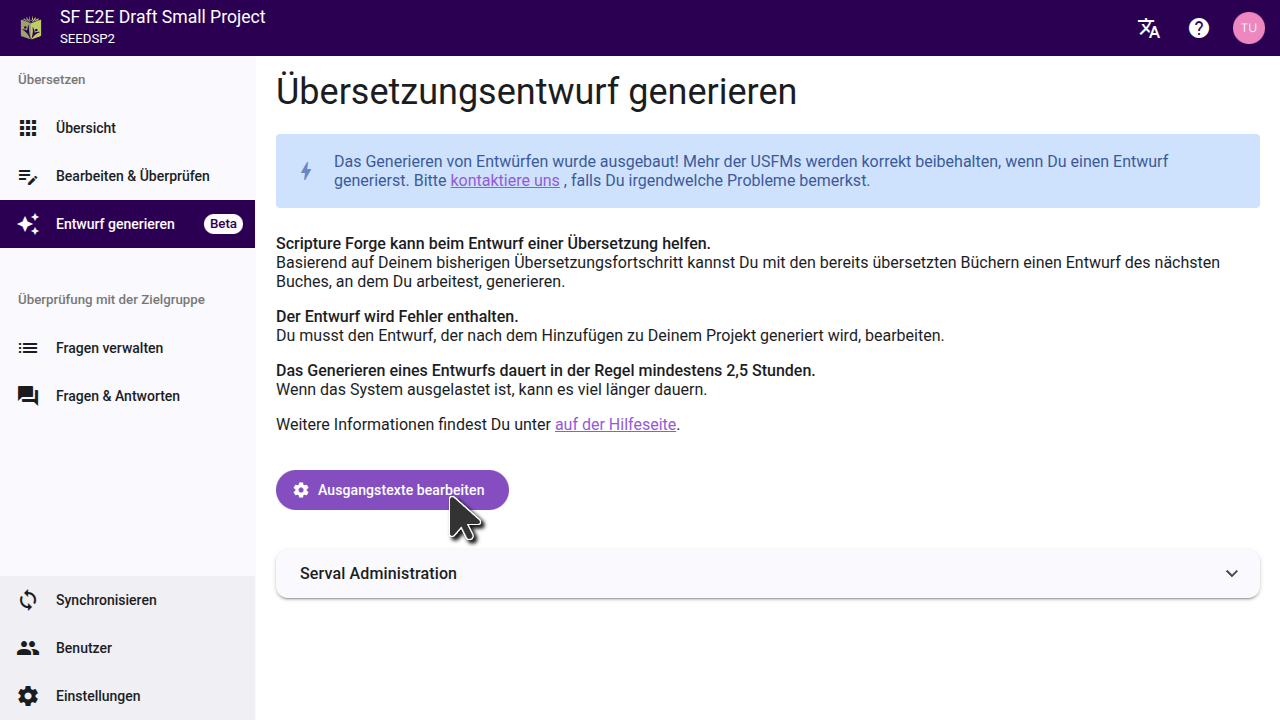 SF E2E Draft Small Project
SEEDSP2
TU
Übersetzen
Übersicht
Bearbeiten & Überprüfen
Entwurf generieren
Beta
Überprüfung mit der Zielgruppe
Fragen verwalten
Fragen & Antworten
Synchronisieren
Benutzer
Einstellungen
Übersetzungsentwurf generieren
Das Generieren von Entwürfen wurde ausgebaut! Mehr der USFMs werden korrekt beibehalten, wenn Du einen Entwurf
generierst. Bitte kontaktiere uns , falls Du irgendwelche Probleme bemerkst.
Scripture Forge kann beim Entwurf einer Übersetzung helfen.
Basierend auf Deinem bisherigen Übersetzungsfortschritt kannst Du mit den bereits übersetzten Büchern einen Entwurf des nächsten
Buches, an dem Du arbeitest, generieren.
Der Entwurf wird Fehler enthalten.
Du musst den Entwurf, der nach dem Hinzufügen zu Deinem Projekt generiert wird, bearbeiten.
Das Generieren eines Entwurfs dauert in der Regel mindestens 2,5 Stunden.
Wenn das System ausgelastet ist, kann es viel länger dauern.
Weitere Informationen findest Du unter auf der Hilfeseite.
Ausgangstexte bearbeiten
Serval Administration